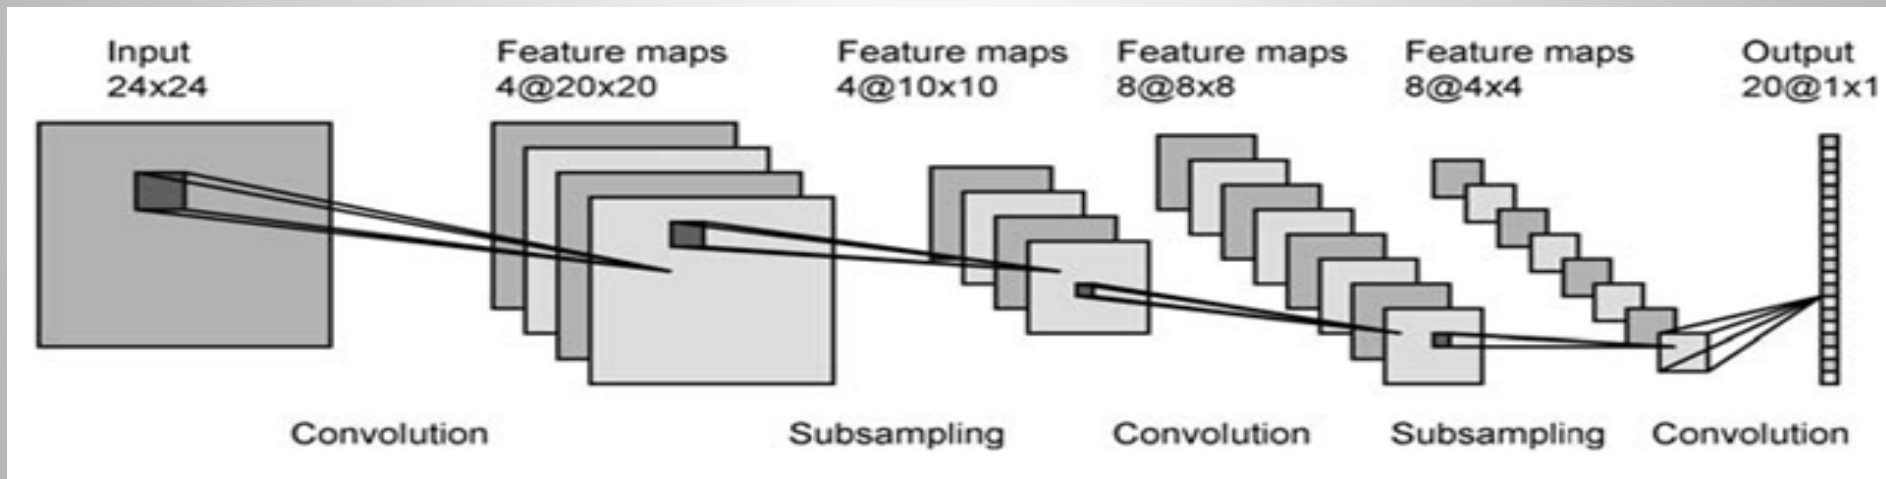 Input
24x24
Feature maps
4@20x20
Feature maps
4@10x10
Feature maps
8@8x8
Feature maps
8@4x4
Output
20@1x1
Convolution
Subsampling
Convolution
Subsampling
Convolution